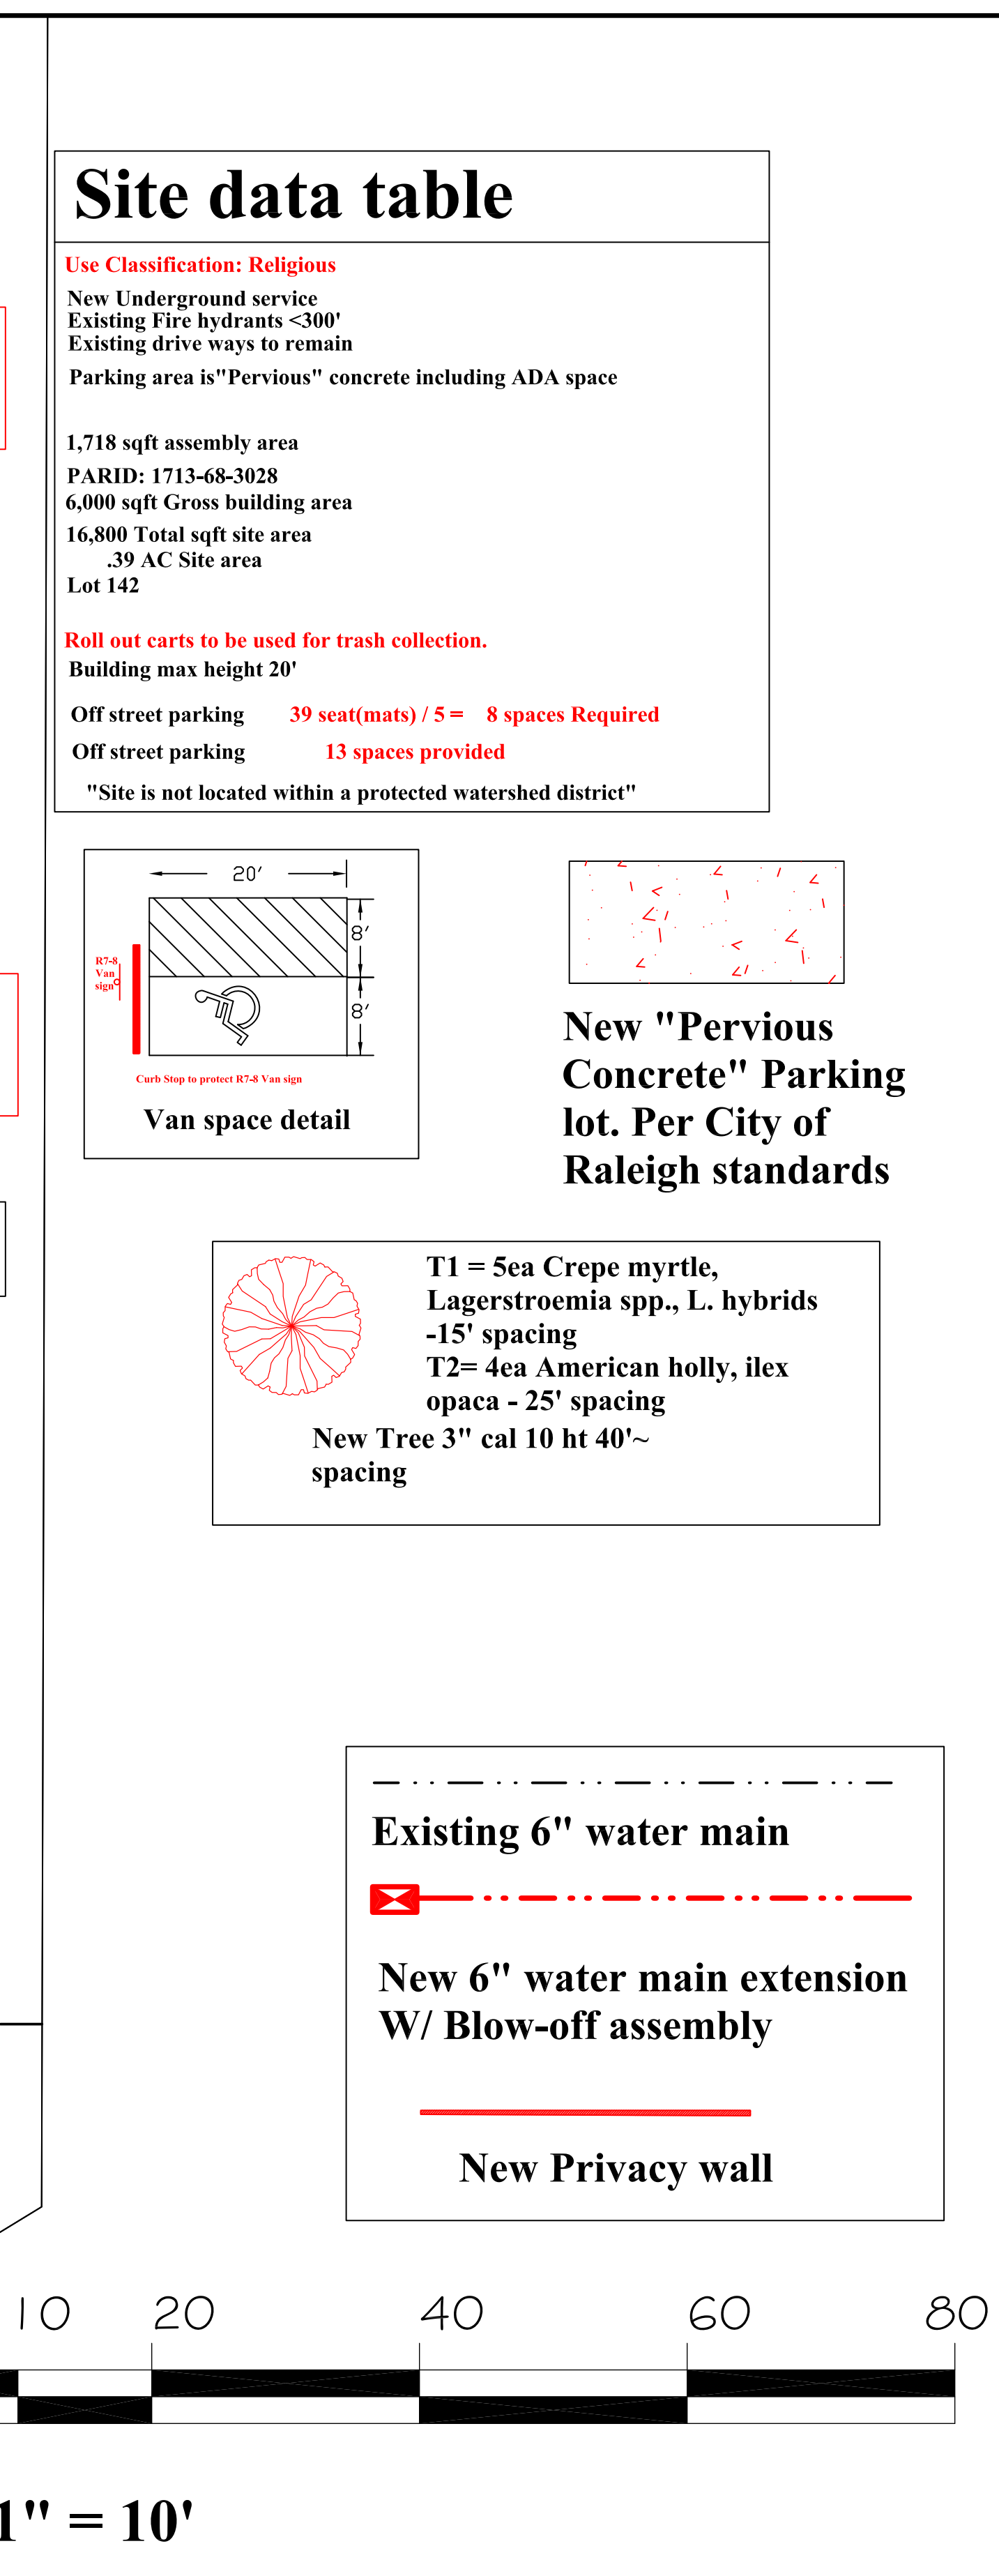 Site data table
Use Classification: Religious
New Underground service
Existing Fire hydrants <300'
Existing drive ways to remain
Parking area is"Pervious" concrete including ADA space
1,718 sqft assembly area
PARID: 1713-68-3028
6,000 sqft Gross building area
16,800 Total sqft site area
.39 AC Site area
Lot 142
Roll out carts to be used for trash collection.
Building max height 20'
Off street parking 39 seat(mats) / 5 = 8 spaces Required
Off street parking 13 spaces provided
"Site is not located within a protected watershed district"
20'
8'
8'
R7-8
Van
sign
Curb Stop to protect R7-8 Van sign
Van space detail
New "Pervious
Concrete" Parking
lot. Per City of
Raleigh standards
T1 = 5ea Crepe myrtle,
Lagerstroemia spp., L. hybrids
-15' spacing
T2= 4ea American holly, ilex
opaca - 25' spacing
New Tree 3" cal 10 ht 40'~
spacing
Existing 6" water main
New 6" water main extension
W/ Blow-off assembly
New Privacy wall
10 20 40 60 80
1" = 10'